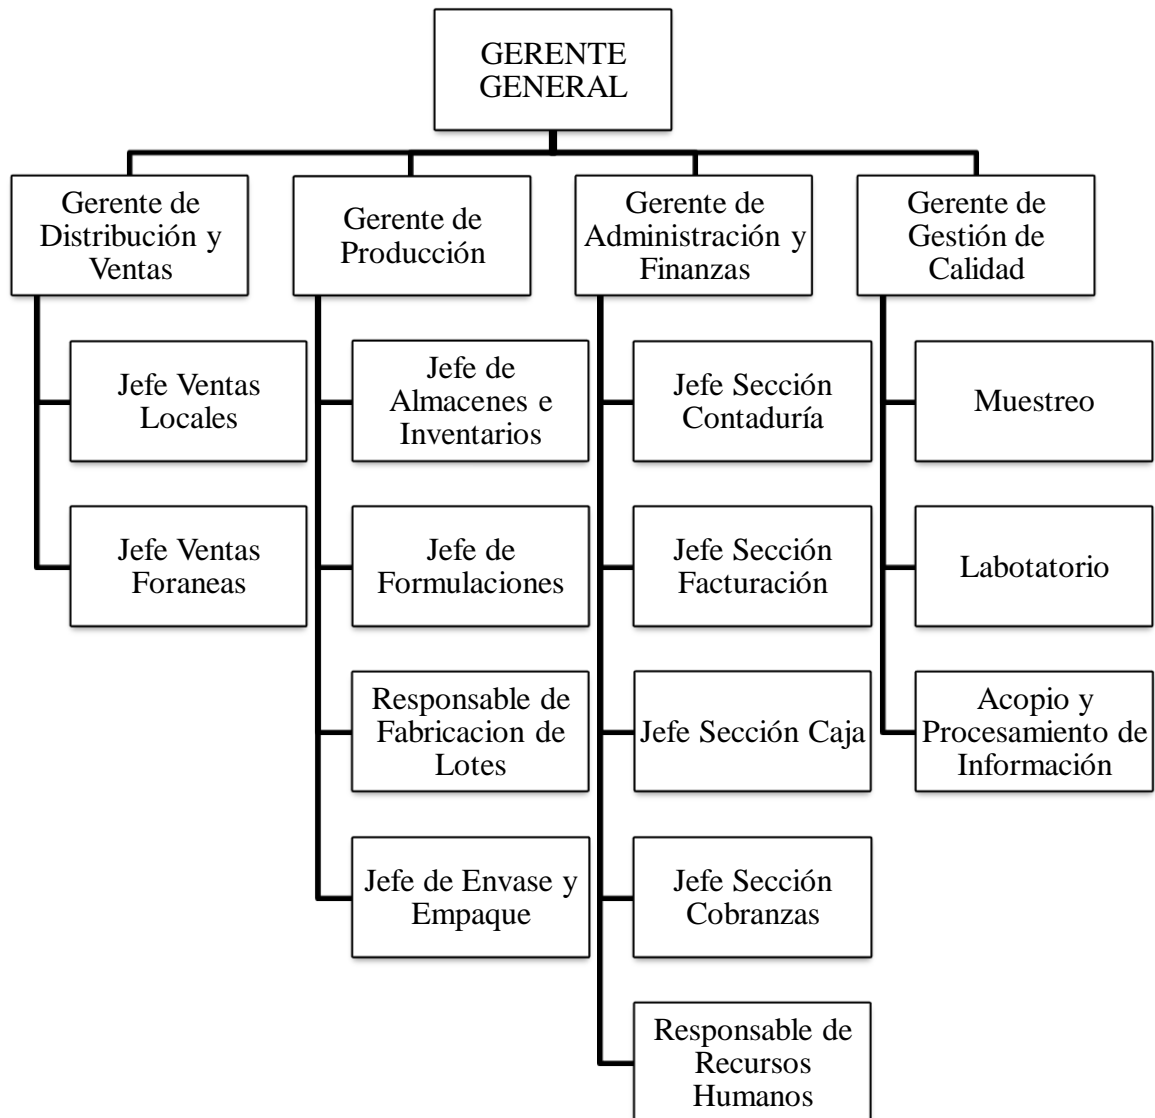 GERENTE
GENERAL
Gerente de
Distribución y
Ventas
Gerente de
Producción
Gerente de
Administración y
Finanzas
Gerente de
Gestión de
Calidad
Jefe Ventas
Locales
Jefe de
Almacenes e
Inventarios
Jefe Sección
Contaduría
Muestreo
Jefe Ventas
Foraneas
Jefe de
Formulaciones
Jefe Sección
Facturación
Labotatorio
Responsable de
Fabricacion de
Lotes
Jefe Sección Caja
Acopio y
Procesamiento de
Información
Jefe de Envase y
Empaque
Jefe Sección
Cobranzas
Responsable de
Recursos
Humanos